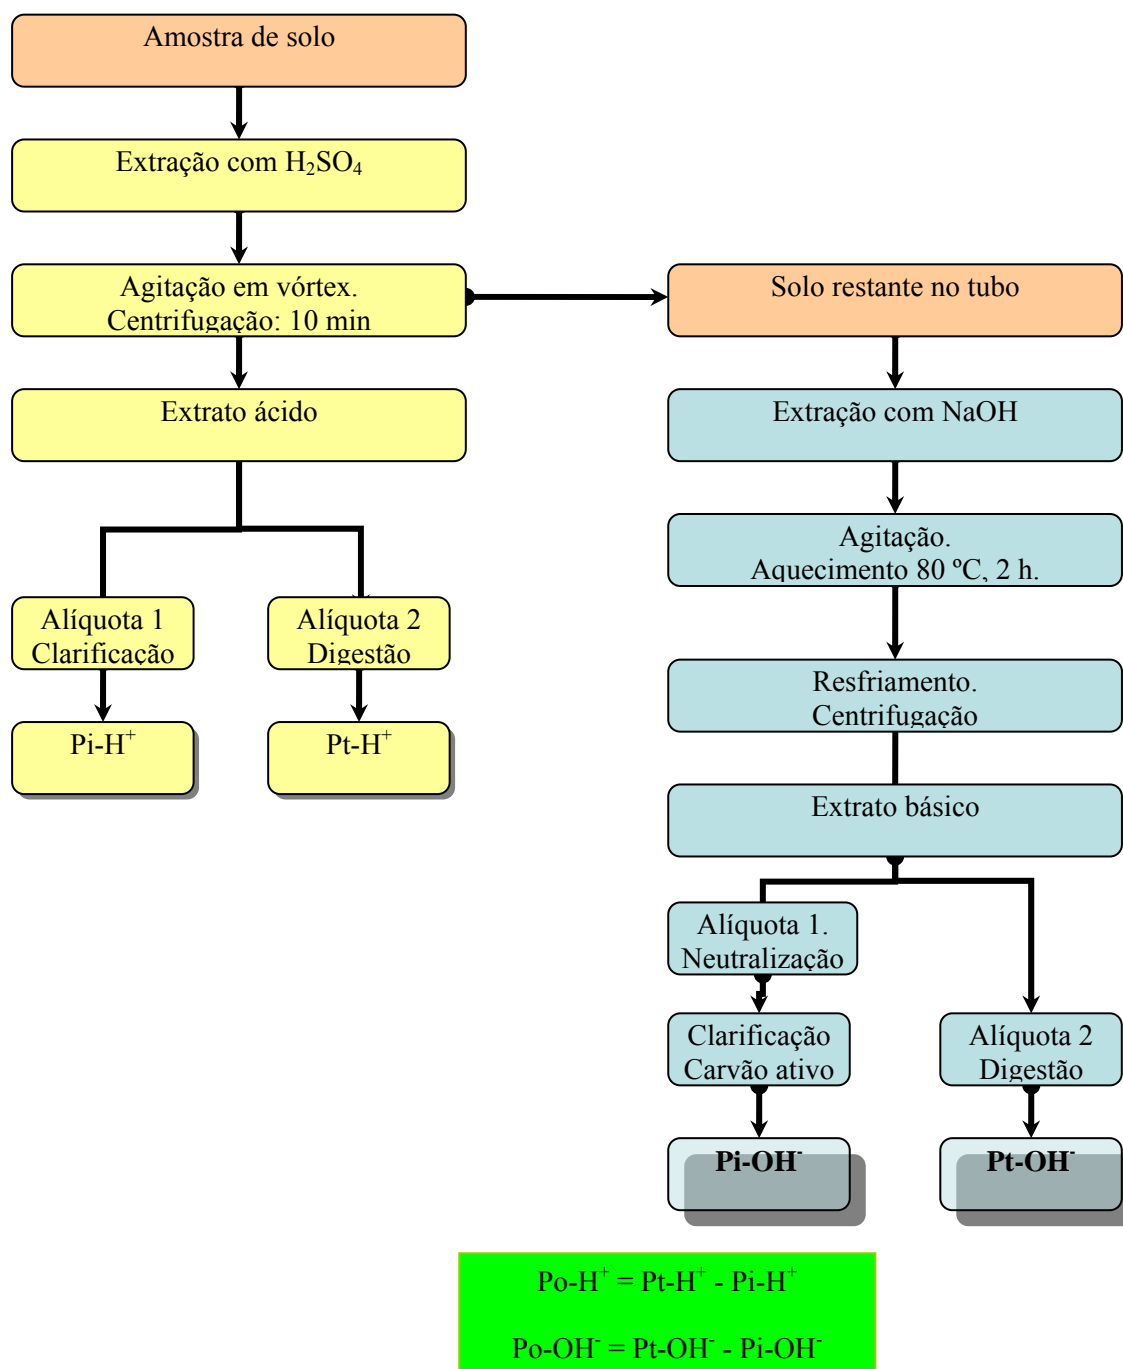 Amostra de solo
Extração com H₂SO₄
Agitação em vórtex.
Centrifugação: 10 min
Extrato ácido
Alíquota 1
Clarificação
Alíquota 2
Digestão
Pi-H⁺
Pt-H⁺
Solo restante no tubo
Extração com NaOH
Agitação.
Aquecimento 80 ºC, 2 h.
Resfriamento.
Centrifugação
Extrato básico
Alíquota 1.
Neutralização
Clarificação
Carvão ativo
Alíquota 2
Digestão
Pi-OH⁻
Pt-OH⁻
Po-H⁺ = Pt-H⁺ - Pi-H⁺
Po-OH⁻ = Pt-OH⁻ - Pi-OH⁻